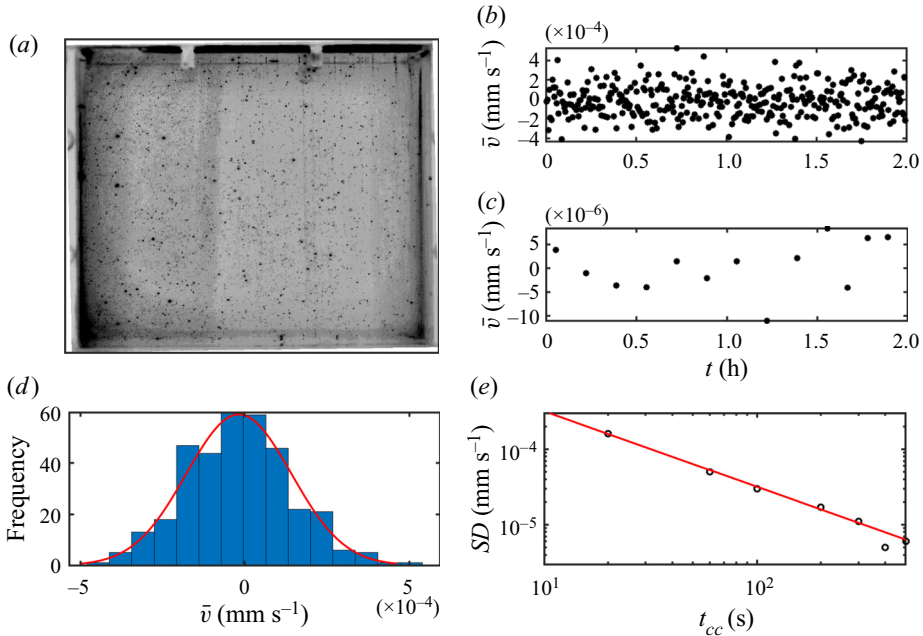 (a)
(b)
(×10⁻⁴)
4
2
0
−2
−4
v̄ (mm s⁻¹)
0 0.5 1.0 1.5 2.0
(c)
(×10⁻⁶)
5
0
−5
−10
v̄ (mm s⁻¹)
0 0.5 1.0 1.5 2.0
t (h)
(d)
60
40
20
0
Frequency
−5 0 5
v̄ (mm s⁻¹)
(×10⁻⁴)
(e)
10⁻⁴
10⁻⁵
SD (mm s⁻¹)
10¹ 10²
t_cc (s)